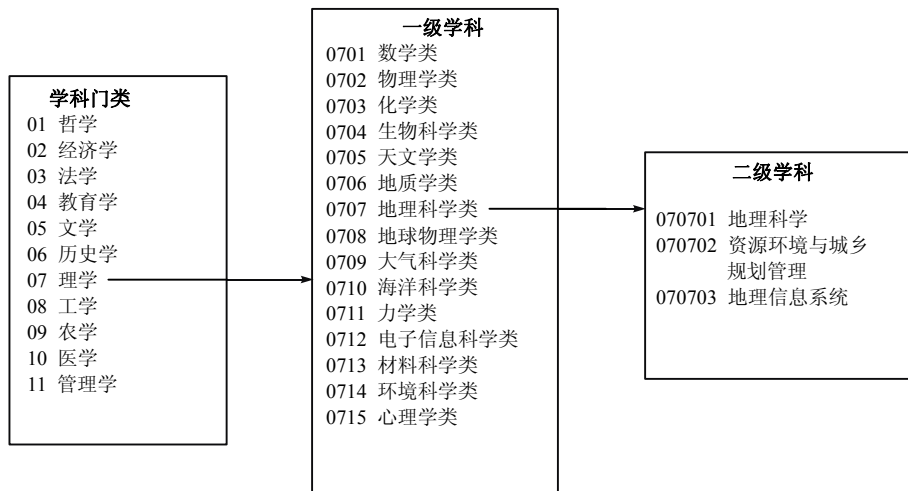 学科门类
01 哲学
02 经济学
03 法学
04 教育学
05 文学
06 历史学
07 理学
08 工学
09 农学
10 医学
11 管理学
一级学科
0701 数学类
0702 物理学类
0703 化学类
0704 生物科学类
0705 天文学类
0706 地质学类
0707 地理科学类
0708 地球物理学类
0709 大气科学类
0710 海洋科学类
0711 力学类
0712 电子信息科学类
0713 材料科学类
0714 环境科学类
0715 心理学类
二级学科
070701 地理科学
070702 资源环境与城乡
规划管理
070703 地理信息系统